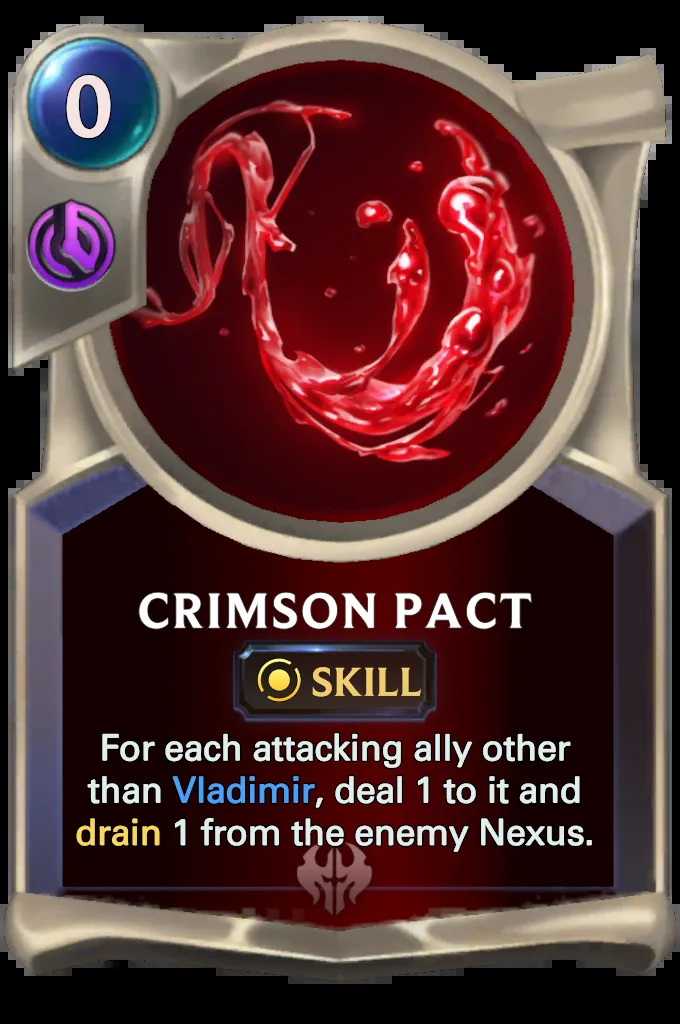 0
CRIMSON PACT
SKILL
For each attacking ally other
than Vladimir, deal 1 to it and
drain 1 from the enemy Nexus.